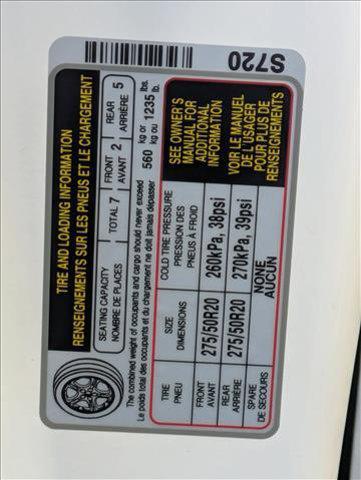 S720
TIRE AND LOADING INFORMATION
RENSEIGNEMENTS SUR LES PNEUS ET LE CHARGEMENT
SEATING CAPACITY
NOMBRE DE PLACES
TOTAL 7
FRONT
AVANT 2
REAR
ARRIÈRE 5
The combined weight of occupants and cargo should never exceed
Le poids total des occupants et du chargement ne doit jamais dépasser
560 kg or 1235 lbs.
kg ou lb.
TIRE
PNEU
SIZE
DIMENSIONS
COLD TIRE PRESSURE
PRESSION DES
PNEUS À FROID
FRONT
AVANT
275/50R20
260kPa, 38psi
REAR
ARRIÈRE
275/50R20
270kPa, 39psi
SPARE
DE SECOURS
NONE
AUCUN
SEE OWNER'S
MANUAL FOR
ADDITIONAL
INFORMATION
VOIR LE MANUEL
DE L'USAGER
POUR PLUS DE
RENSEIGNEMENTS